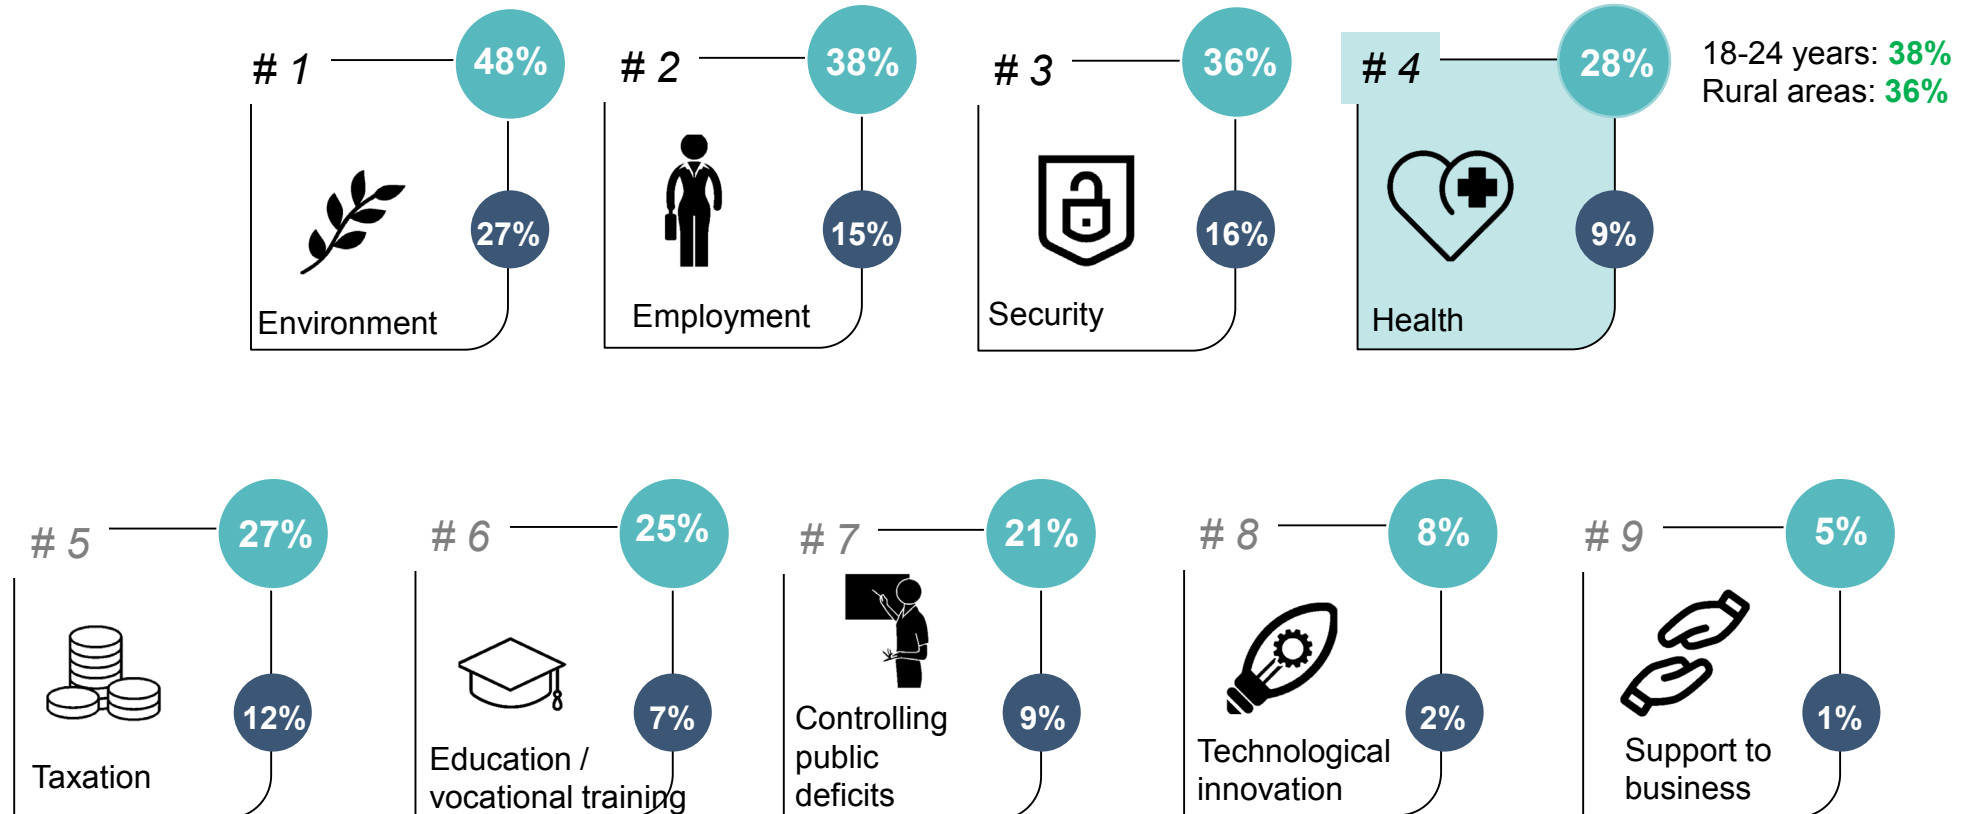 # 1
48%
27%
Environment
# 2
38%
15%
Employment
# 3
36%
16%
Security
# 4
28%
9%
Health
18-24 years: 38%
Rural areas: 36%
# 5
27%
12%
Taxation
# 6
25%
7%
Education /
vocational training
# 7
21%
9%
Controlling
public
deficits
# 8
8%
2%
Technological
innovation
# 9
5%
1%
Support to
business